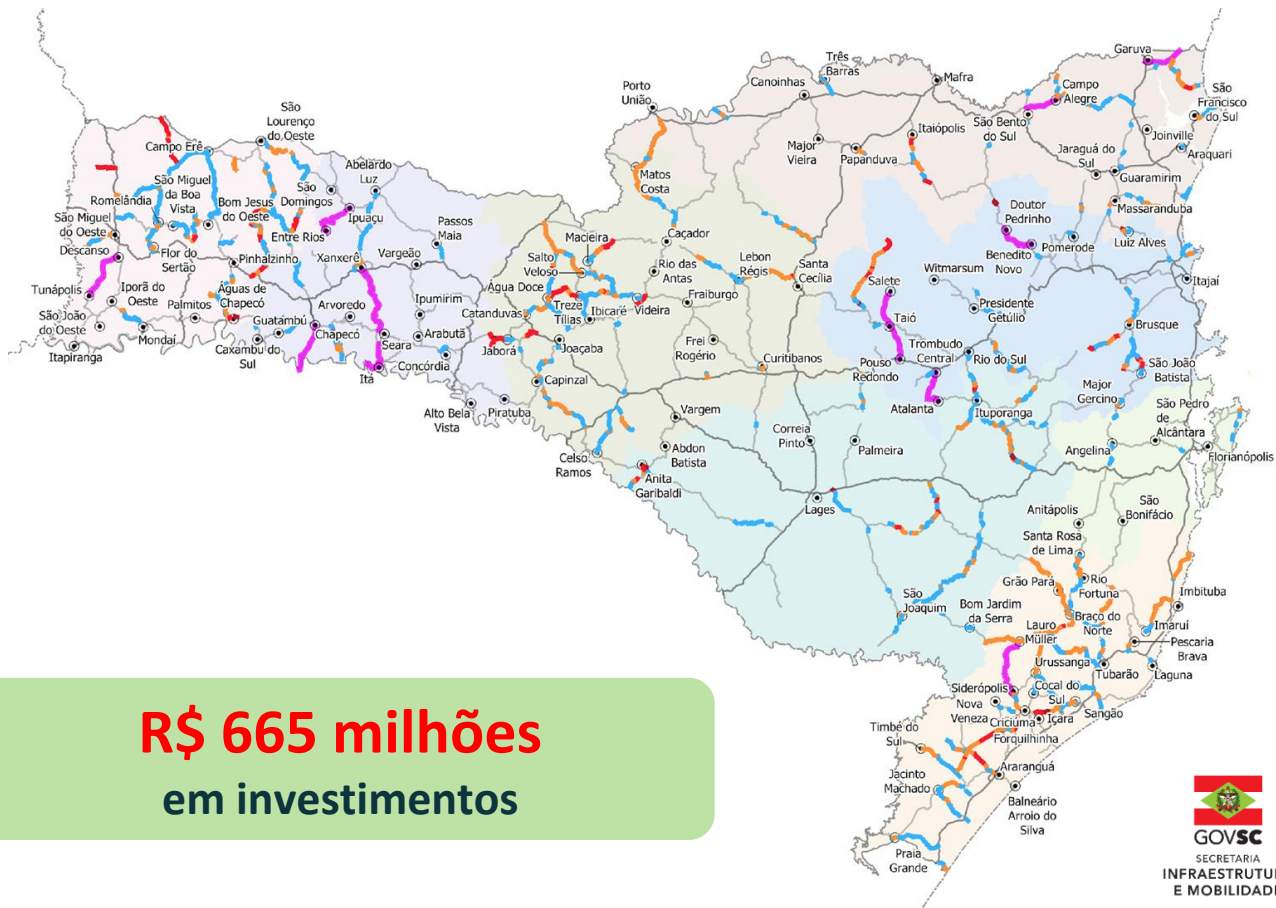 Garuva
Três
Barras
Canoinhas
Mafra
Porto
União
Campo
Alegre
São
Francisco
do Sul
São Bento
do Sul
Joinville
Araquari
São
Lourenço
do Oeste
Major
Vieira
Papanduva
Itaiópolis
Jaraguá do
Sul
Guaramirim
Campo Erê
Abelardo
Luz
Matos
Costa
Massaranduba
Romelândia
São Miguel
da Boa
Vista
Bom Jesus
do Oeste
São
Domingos
Ipuaçu
Passos
Maia
Doutor
Pedrinho
São Miguel
do Oeste
Descanso
Flor do
Sertão
Entre Rios
Macieira
Caçador
Benedito
Novo
Pomerode
Luiz Alves
Pinhalzinho
Xanxerê
Vargeão
Salto
Veloso
Rio das
Antas
Lebon
Régis
Santa
Cecília
Witmarsum
Itajaí
Tunápolis
Iporã do
Oeste
Palmitos
Águas de
Chapecó
Arvoredo
Ipumirim
Água Doce
Salete
Presidente
Getúlio
São João
do Oeste
Mondaí
Guatambú
Chapecó
Catanduvas
Treze
Tílias
Ibicaré
Videira
Fraiburgo
Taió
Brusque
Itapiranga
Caxambu do
Sul
Seara
Arabutã
Jaborá
Joaçaba
Frei
Rogério
Trombudo
Central
Rio do Sul
Itá
Concórdia
Curitibanos
Pouso
Redondo
São João
Batista
Capinzal
Major
Gercino
Alto Bela
Vista
Piratuba
Vargem
Atalanta
Ituporanga
São Pedro
de
Alcântara
Correia
Pinto
Palmeira
Angelina
Florianópolis
Celso
Ramos
Abdon
Batista
Anita
Garibaldi
Lages
Anitápolis
São
Bonifácio
Santa Rosa
de Lima
Grão Pará
Rio
Fortuna
Imbituba
São
Joaquim
Bom Jardim
da Serra
Braço do
Norte
Lauro
Müller
Imaruí
Pescaria
Brava
Urussanga
Tubarão
Laguna
Siderópolis
Cocal do
Sul
Nova
Veneza
Criciúma
Içara
Sangão
Timbé do
Sul
Forquilhinha
Jacinto
Machado
Araranguá
Balneário
Arroio do
Silva
Praia
Grande
R$ 665 milhões
em investimentos
GOVSC
SECRETARIA
INFRAESTRUTU
E MOBILIDAD